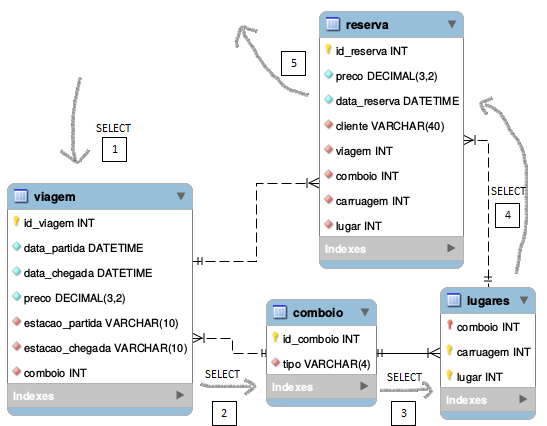 reserva
id_reserva INT
preco DECIMAL(3,2)
data_reserva DATETIME
cliente VARCHAR(40)
viagem INT
comboio INT
carruagem INT
lugar INT
Indexes
5
SELECT
1
viagem
id_viagem INT
data_partida DATETIME
data_chegada DATETIME
preco DECIMAL(3,2)
estacao_partida VARCHAR(10)
estacao_chegada VARCHAR(10)
comboio INT
Indexes
SELECT
2
comboio
id_comboio INT
tipo VARCHAR(4)
Indexes
SELECT
3
SELECT
4
lugares
comboio INT
carruagem INT
lugar INT
Indexes